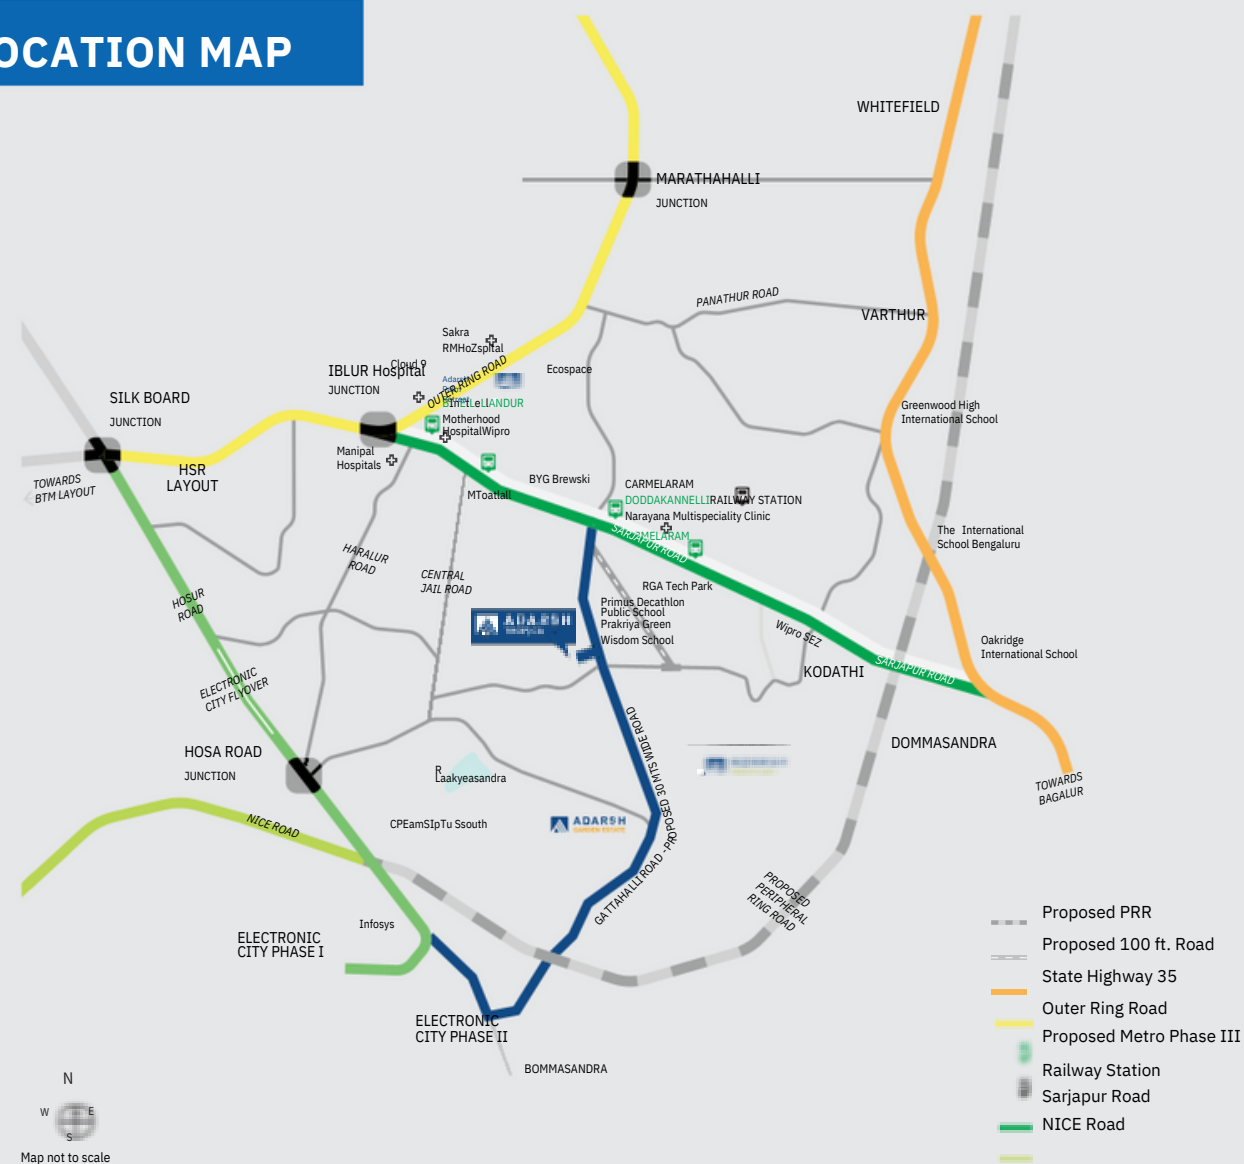 OCATION MAP
WHITEFIELD
MARATHAHALLI
JUNCTION
PANATHUR ROAD
VARTHUR
Sakra
RMHoZspital
Cloud 9
IBLUR Hospital
JUNCTION
OUTER RING ROAD
Ecospace
SILK BOARD
JUNCTION
Motherhood
HospitalWipro
Greenwood High
International School
Manipal
Hospitals
HSR
LAYOUT
TOWARDS
BTM LAYOUT
BYG Brewski
MToatlall
CARMELARAM
DODDAKANNELLIRAILWAY STATION
Narayana Multispeciality Clinic
SARJAPUR ROAD
The International
School Bengaluru
HARALUR
ROAD
CENTRAL
JAIL ROAD
RGA Tech Park
HOSUR
ROAD
Primus Decathlon
Public School
Prakriya Green
Wisdom School
ADARSH
Wipro SEZ
Oakridge
International School
KODATHI
SARJAPUR ROAD
ELECTRONIC
CITY FLYOVER
HOSA ROAD
JUNCTION
DOMMASANDRA
R
Laakyeasandra
TOWARDS
BAGALUR
NICE ROAD
CPEamSIpTu Ssouth
ADARSH
GARDEN ESTATE
GATTAHALLI ROAD - PROPOSED 30 MTS WIDE ROAD
PROPOSED
PERIPHERAL
RING ROAD
Infosys
ELECTRONIC
CITY PHASE I
ELECTRONIC
CITY PHASE II
BOMMASANDRA
Proposed PRR
Proposed 100 ft. Road
State Highway 35
Outer Ring Road
Proposed Metro Phase III
Railway Station
Sarjapur Road
NICE Road
N
W E
S
Map not to scale